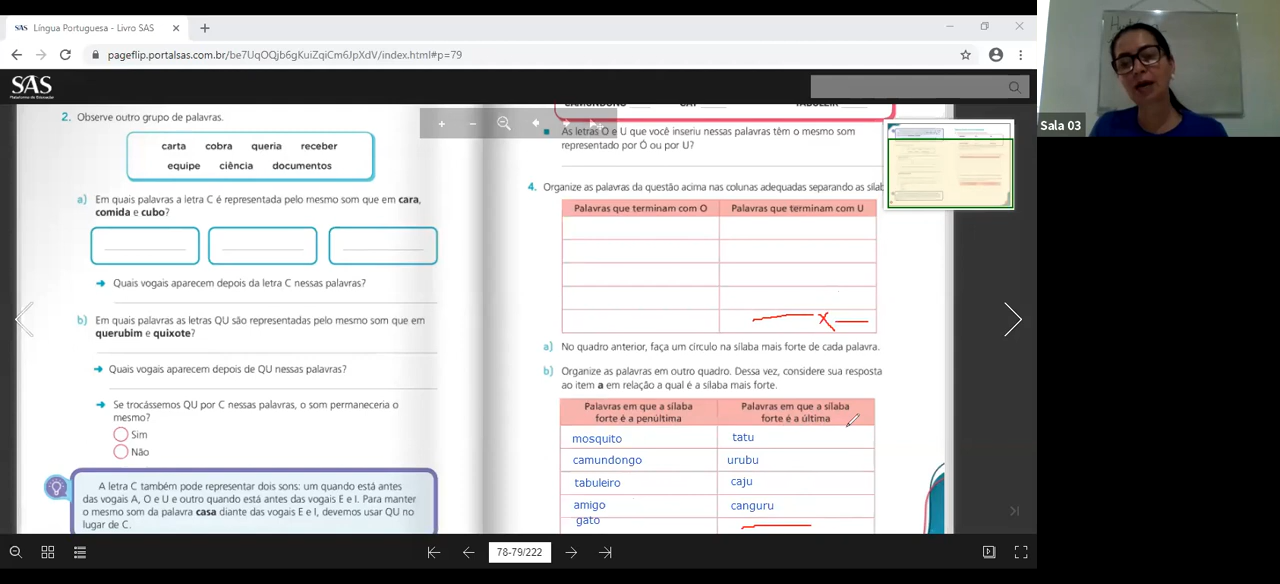 SAS Língua Portuguesa - Livro SAS
pageflip.portalsas.com.br/be7UqOQjb6gKuiZqiCm6JpXdV/index.html#p=79
SAS
2. Observe outro grupo de palavras.
carta cobra queria receber
equipe ciência documentos
a) Em quais palavras a letra C é representada pelo mesmo som que em cara,
comida e cubo?
Quais vogais aparecem depois da letra C nessas palavras?
b) Em quais palavras as letras QU são representadas pelo mesmo som que em
querubim e quixote?
Quais vogais aparecem depois de QU nessas palavras?
Se trocássemos QU por C nessas palavras, o som permaneceria o
mesmo?
Sim
Não
A letra C também pode representar dois sons: um quando está antes
das vogais A, O e U e outro quando está antes das vogais E e I. Para manter
o mesmo som da palavra casa diante das vogais E e I, devemos usar QU no
lugar de C.
As letras O e U que você inseriu nessas palavras têm o mesmo som
representado por O ou por U?
4. Organize as palavras da questão acima nas colunas adequadas separando as sílab
Palavras que terminam com O Palavras que terminam com U
x
a) No quadro anterior, faça um círculo na sílaba mais forte de cada palavra.
b) Organize as palavras em outro quadro. Dessa vez, considere sua resposta
ao item a em relação a qual é a sílaba mais forte.
Palavras em que a sílaba
forte é a penúltima
Palavras em que a sílaba
forte é a última
mosquito tatu
camundongo urubu
tabuleiro caju
amigo canguru
gato
78-79/222
Sala 03